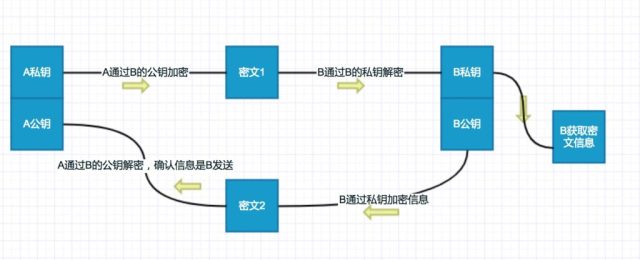 A私钥
A通过B的公钥加密
密文1
B通过B的私钥解密
B私钥
A公钥
B公钥
B获取密
文信息
A通过B的公钥解密，确认信息是B发送
密文2
B通过私钥加密信息